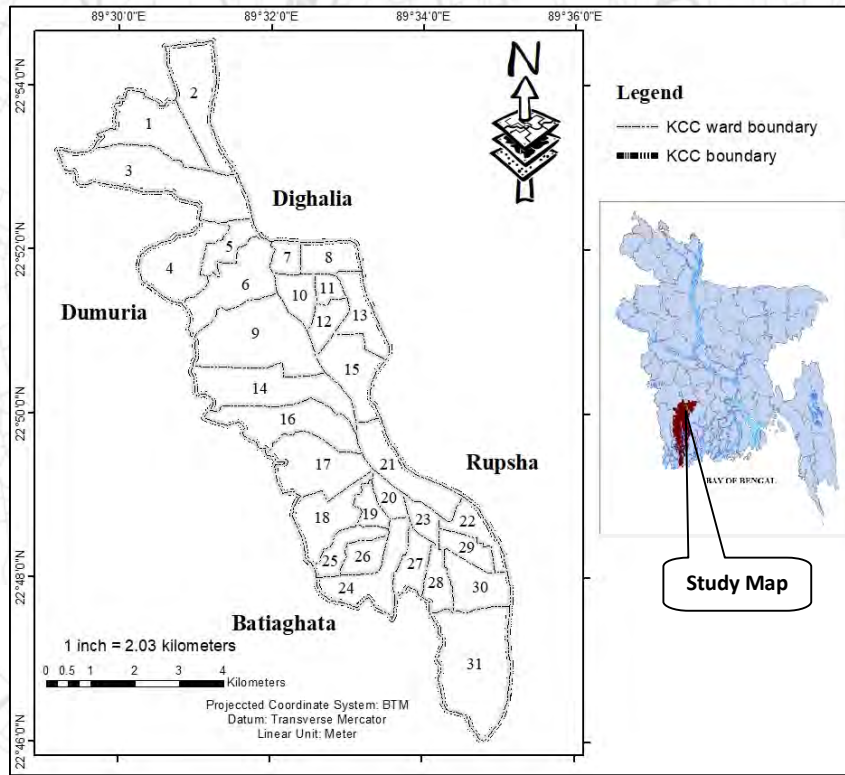 89°30'0"E 89°32'0"E 89°34'0"E 89°36'0"E
22°54'0"N
22°52'0"N
22°50'0"N
22°48'0"N
22°46'0"N
N
Legend
KCC ward boundary
KCC boundary
2
1
3
Dighalia
5
4
7
8
6
10
11
Dumuria
12
13
9
15
14
16
17
21
Rupsha
18
19
20
23
22
29
25
26
27
28
30
24
Batiaghata
31
1 inch = 2.03 kilometers
0 0.5 1 2 3 4
Kilometers
Projeccted Coordinate System: BTM
Datum: Transverse Mercator
Linear Unit: Meter
BAY OF BENGAL
Study Map